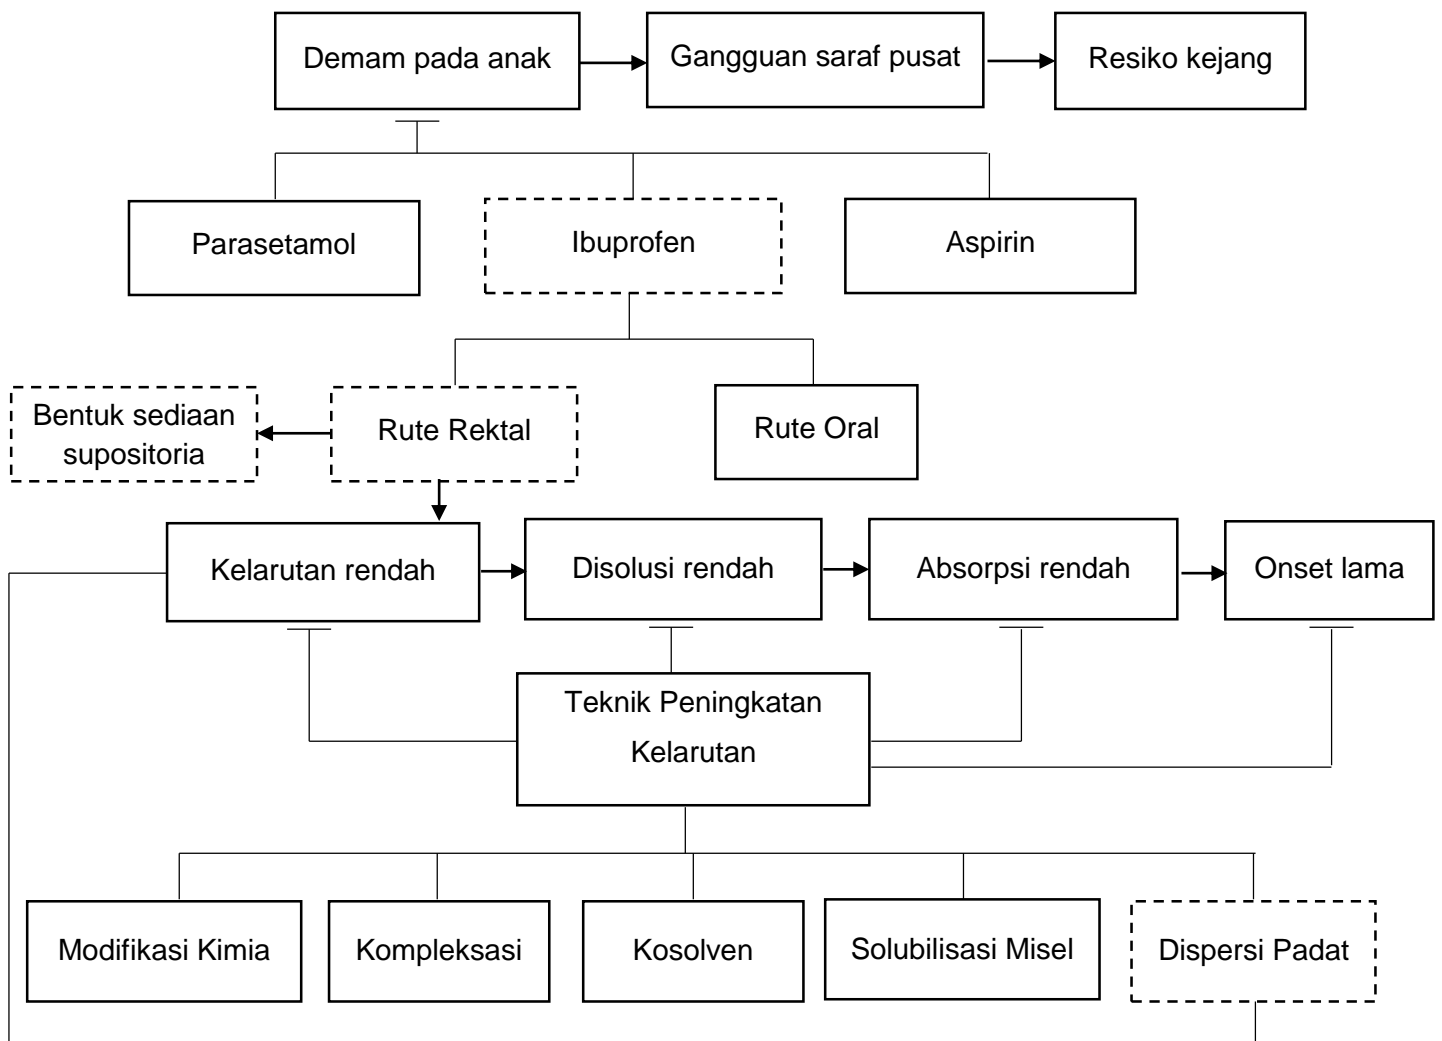 Demam pada anak
Gangguan saraf pusat
Resiko kejang
Parasetamol
Ibuprofen
Aspirin
Bentuk sediaan
supositoria
Rute Rektal
Rute Oral
Kelarutan rendah
Disolusi rendah
Absorpsi rendah
Onset lama
Teknik Peningkatan
Kelarutan
Modifikasi Kimia
Kompleksasi
Kosolven
Solubilisasi Misel
Dispersi Padat